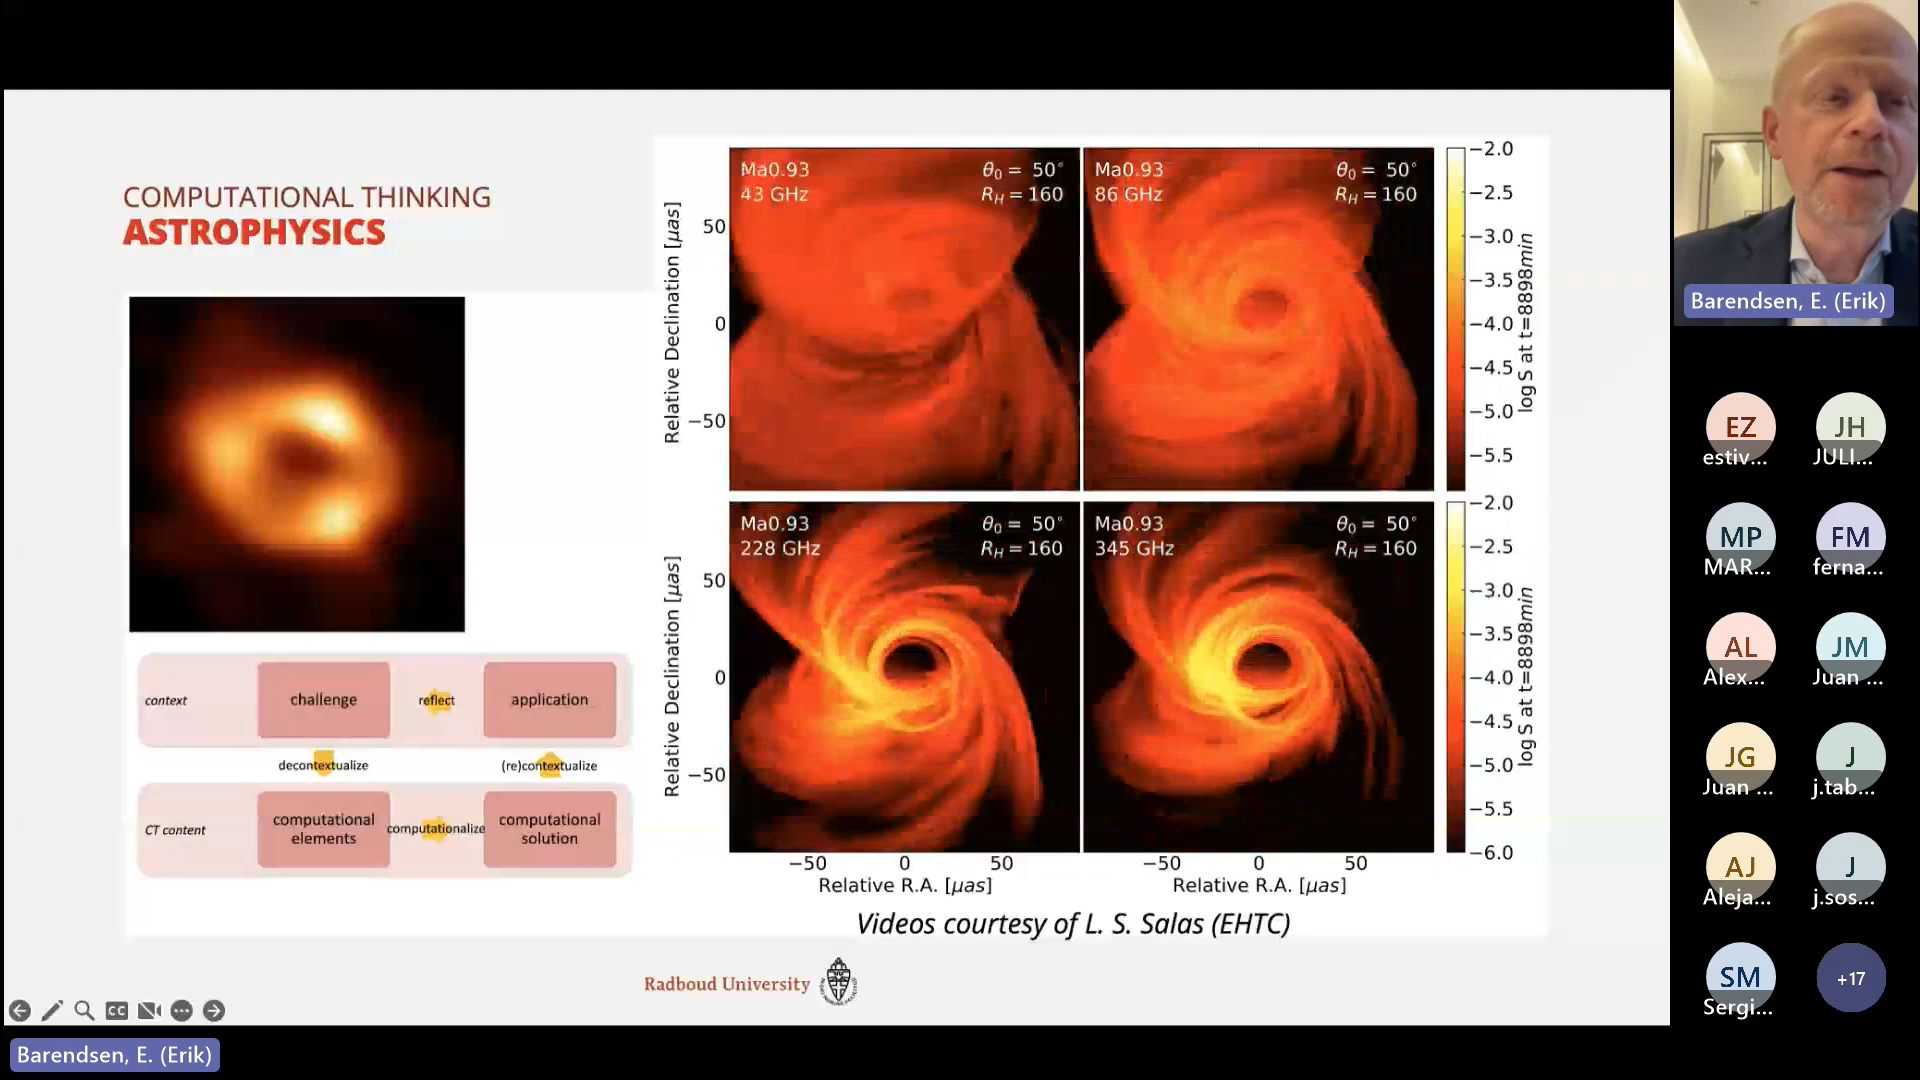 COMPUTATIONAL THINKING
ASTROPHYSICS
context
challenge
reflect
application
decontextualize
(re)contextualize
CT content
computational
elements
computationalize
computational
solution
Ma0.93
43 GHz
θ₀ = 50°
R_H = 160
Ma0.93
86 GHz
θ₀ = 50°
R_H = 160
Relative Declination [μas]
50
0
−50
−2.0
−2.5
−3.0
−3.5
−4.0
−4.5
−5.0
−5.5
log S at t=8898min
Ma0.93
228 GHz
θ₀ = 50°
R_H = 160
Ma0.93
345 GHz
θ₀ = 50°
R_H = 160
Relative Declination [μas]
50
0
−50
−2.0
−2.5
−3.0
−3.5
−4.0
−4.5
−5.0
−5.5
−6.0
log S at t=8898min
−50 0 50
Relative R.A. [μas]
−50 0 50
Relative R.A. [μas]
Videos courtesy of L. S. Salas (EHTC)
Radboud University
CC
Barendsen, E. (Erik)
Barendsen, E. (Erik)
EZ
estiv...
JH
JULI...
MP
MAR...
FM
ferna...
AL
Alex...
JM
Juan ...
JG
Juan ...
J
j.tab...
AJ
Aleja...
J
j.sos...
SM
Sergi...
+17